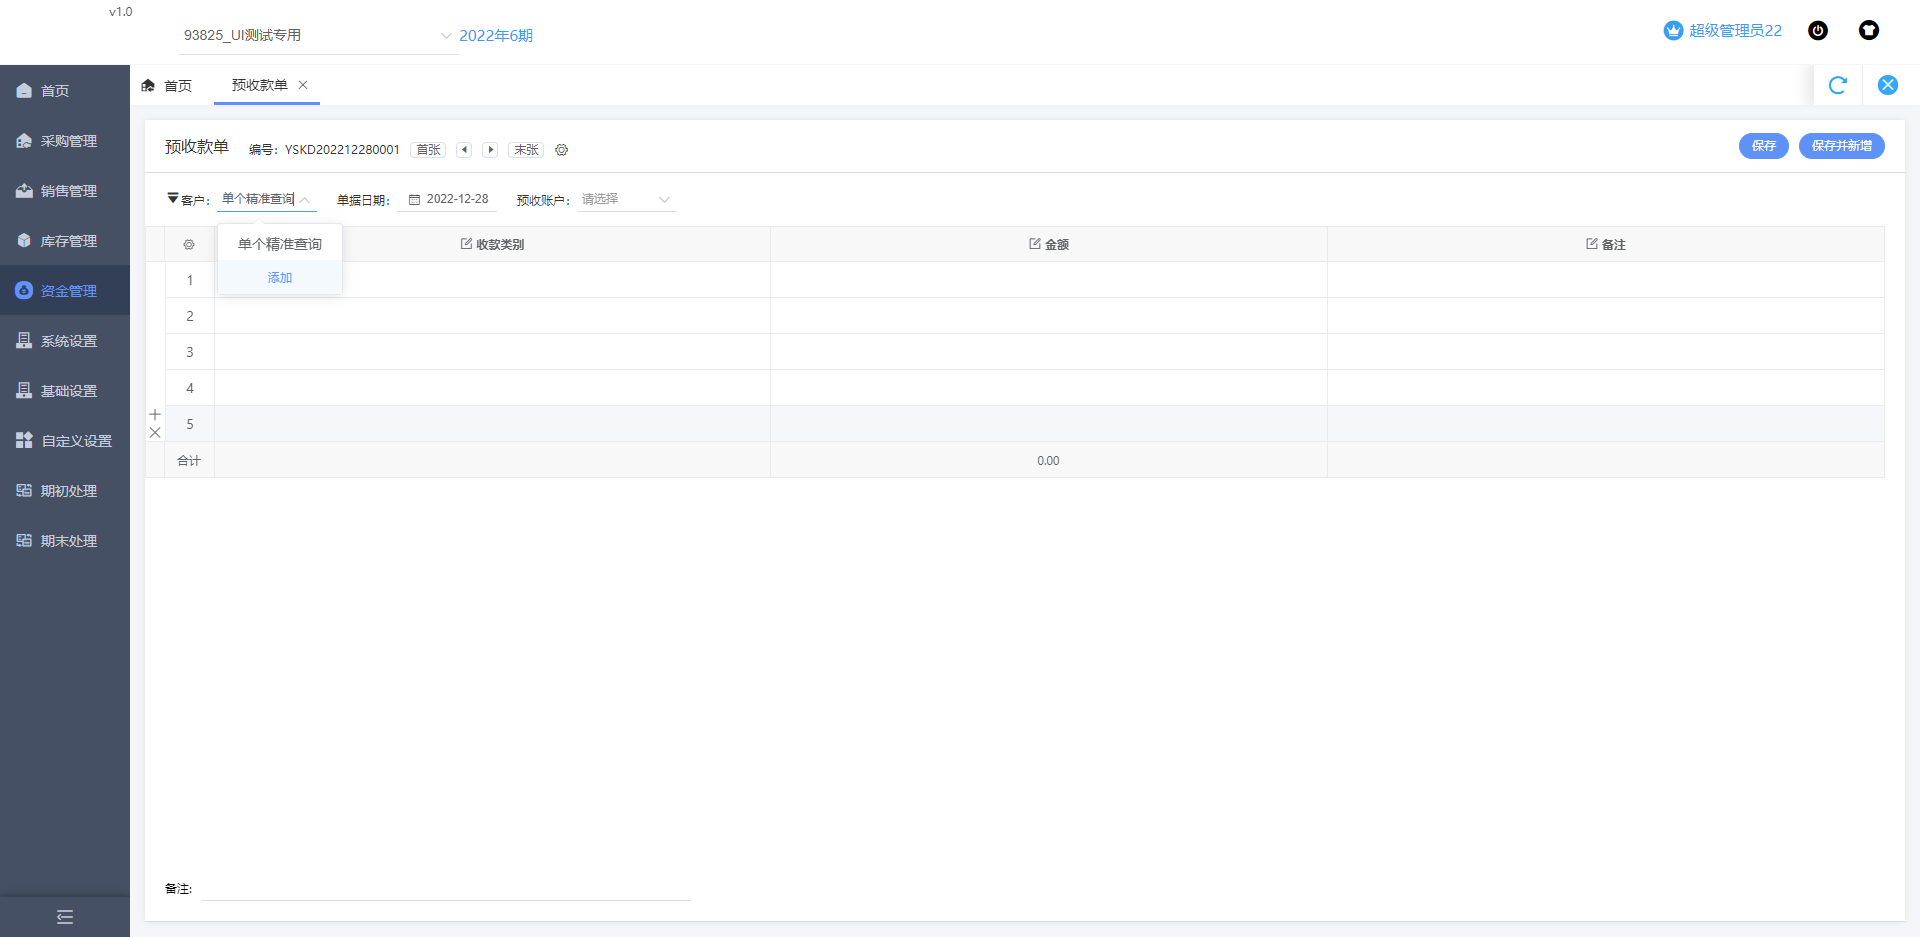 v1.0
93825_UI测试专用
2022年6期
超级管理员22
首页
采购管理
销售管理
库存管理
资金管理
系统设置
基础设置
自定义设置
期初处理
期末处理
首页
预收款单
预收款单 编号: YSKD202212280001 首张 末张
保存 保存并新增
客户: 单个精准查询 单据日期: 2022-12-28 预收账户: 请选择
单个精准查询
添加
收款类别 金额 备注
1
2
3
4
5
合计 0.00
备注: